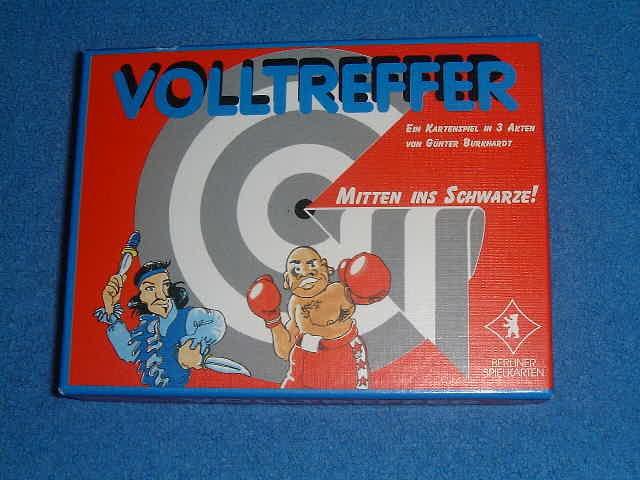 VOLLTREFFER
Ein Kartenspiel in 3 Akten
von Günter Burkhardt
Mitten ins Schwarze!
BERLINER
SPIELKARTEN